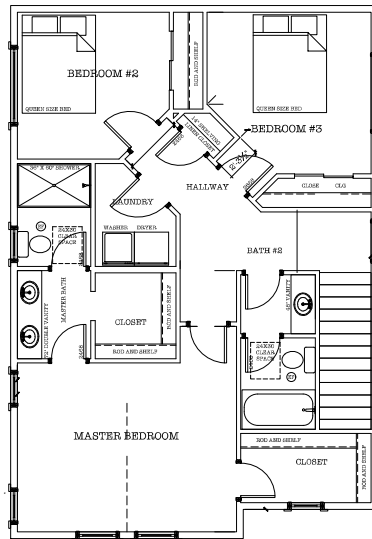 BEDROOM #2
ROD AND SHELF
QUEEN SIZE BED
QUEEN SIZE BED
14" SHELVING
LINEN CLOSET
BEDROOM #3
36" X 60" SHOWER
HALLWAY
CLOSE CLG
LAUNDRY
24X30
CLEAR
SPACE
WASHER DRYER
BATH #2
MASTER BATH
72" DOUBLE VANITY
CLOSET
ROD AND SHELF
ROD AND SHELF
48" VANITY
24X30
CLEAR
SPACE
MASTER BEDROOM
ROD AND SHELF
CLOSET
ROD AND SHELF